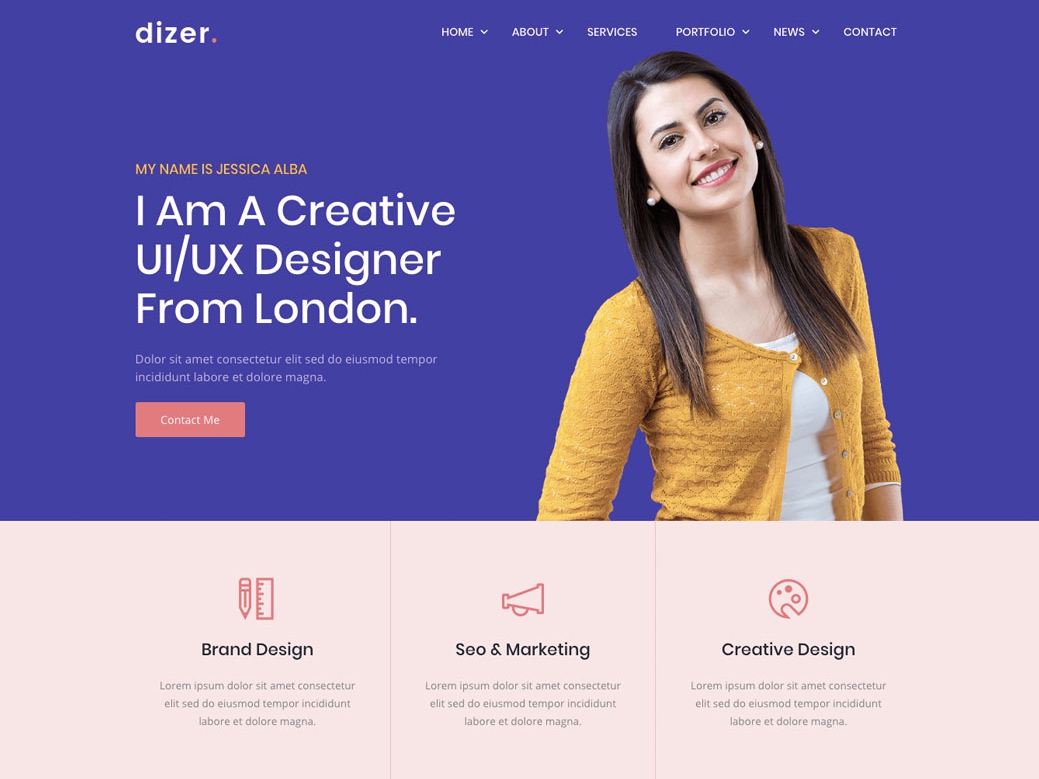 dizer.
HOME ABOUT SERVICES PORTFOLIO NEWS CONTACT
MY NAME IS JESSICA ALBA
I Am A Creative
UI/UX Designer
From London.
Dolor sit amet consectetur elit sed do eiusmod tempor
incididunt labore et dolore magna.
Contact Me
Brand Design
Lorem ipsum dolor sit amet consectetur
elit sed do eiusmod tempor incididunt
labore et dolore magna.
Seo & Marketing
Lorem ipsum dolor sit amet consectetur
elit sed do eiusmod tempor incididunt
labore et dolore magna.
Creative Design
Lorem ipsum dolor sit amet consectetur
elit sed do eiusmod tempor incididunt
labore et dolore magna.